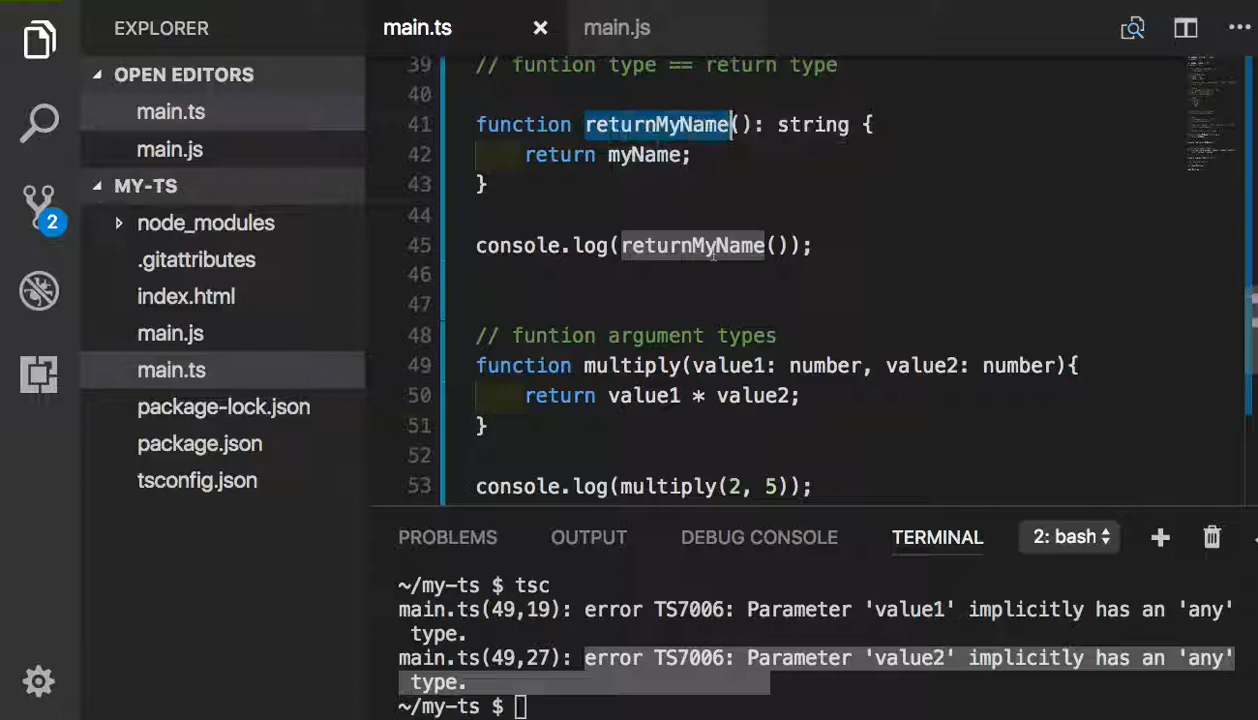 EXPLORER
OPEN EDITORS
main.ts
main.js
MY-TS
node_modules
.gitattributes
index.html
main.js
main.ts
package-lock.json
package.json
tsconfig.json
2
main.ts
main.js
39 // funtion type == return type
40
41 function returnMyName(): string {
42 return myName;
43 }
44
45 console.log(returnMyName());
46
47
48 // funtion argument types
49 function multiply(value1: number, value2: number){
50 return value1 * value2;
51 }
52
53 console.log(multiply(2, 5));
PROBLEMS OUTPUT DEBUG CONSOLE TERMINAL 2: bash
~/my-ts $ tsc
main.ts(49,19): error TS7006: Parameter 'value1' implicitly has an 'any'
type.
main.ts(49,27): error TS7006: Parameter 'value2' implicitly has an 'any'
type.
~/my-ts $